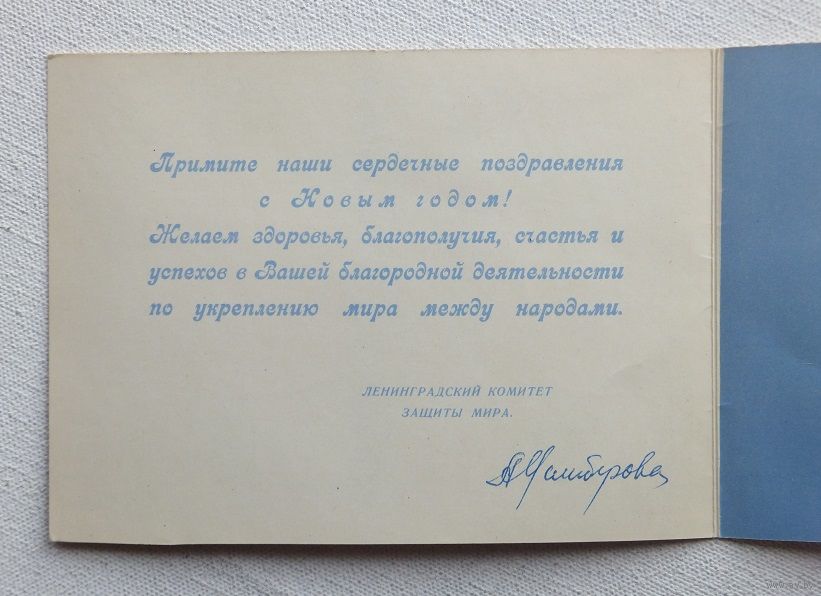 Примите наши сердечные поздравления
с Новым годом!
Желаем здоровья, благополучия, счастья и
успехов в Вашей благородной деятельности
по укреплению мира между народами.
ЛЕНИНГРАДСКИЙ КОМИТЕТ
ЗАЩИТЫ МИРА.